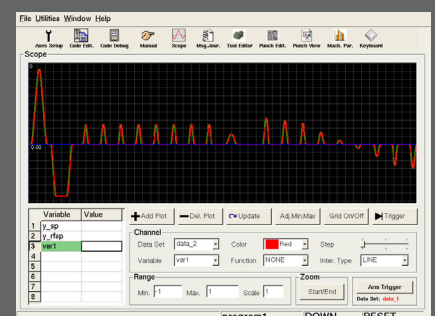 File Utilities Window Help
Axes Setup Code Edit. Code Debug Manual Scope Msg.Jour. Tool Editor Punch Edit. Punch View Mach. Par. Keyboard
Scope
0.00
Variable Value
1 y_sp
2 y_rfsp
3 var1
4
5
6
7
8
Add Plot Del. Plot Update Adj.Min.Max Grid On/Off Trigger
Channel
Data Set data_2 Color Red Step
Variable var1 Function NONE Inter. Type LINE
Range
Min. -1 Max. 1 Scale 1
Zoom
Start/End
Arm Trigger
Data Set: data_1
program1 DOWN RESET